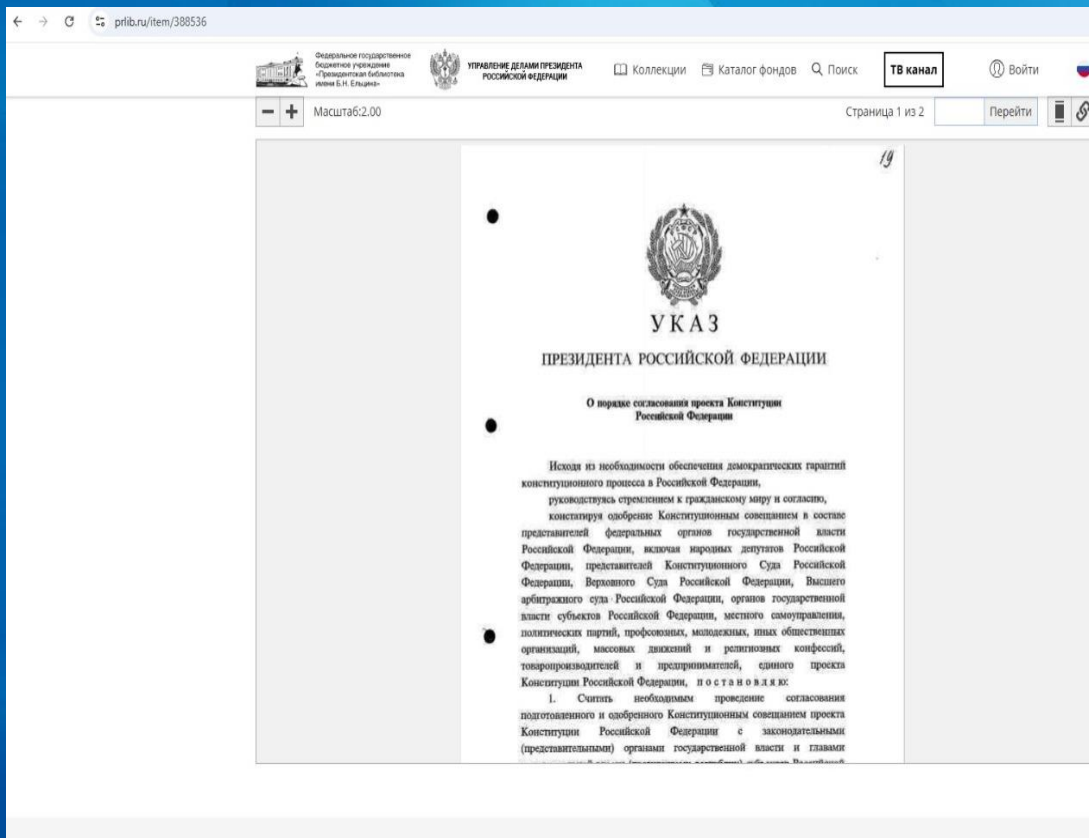 prlib.ru/item/388536
Федеральное государственное
бюджетное учреждение
«Президентская библиотека
имени Б.Н. Ельцина»
УПРАВЛЕНИЕ ДЕЛАМИ ПРЕЗИДЕНТА
РОССИЙСКОЙ ФЕДЕРАЦИИ
Коллекции
Каталог фондов
Поиск
ТВ канал
Войти
Масштаб:2.00
Страница 1 из 2
Перейти
19
УКАЗ
ПРЕЗИДЕНТА РОССИЙСКОЙ ФЕДЕРАЦИИ
О порядке согласования проекта Конституции
Российской Федерации
Исходя из необходимости обеспечения демократических гарантий
конституционного процесса в Российской Федерации,
руководствуясь стремлением к гражданскому миру и согласию,
констатируя одобрение Конституционным совещанием в составе
представителей федеральных органов государственной власти
Российской Федерации, включая народных депутатов Российской
Федерации, представителей Конституционного Суда Российской
Федерации, Верховного Суда Российской Федерации, Высшего
арбитражного суда Российской Федерации, органов государственной
власти субъектов Российской Федерации, местного самоуправления,
политических партий, профсоюзных, молодежных, иных общественных
организаций, массовых движений и религиозных конфессий,
товаропроизводителей и предпринимателей, единого проекта
Конституции Российской Федерации, п о с т а н о в л я ю:
1. Считать необходимым проведение согласования
подготовленного и одобренного Конституционным совещанием проекта
Конституции Российской Федерации с законодательными
(представительными) органами государственной власти и главами